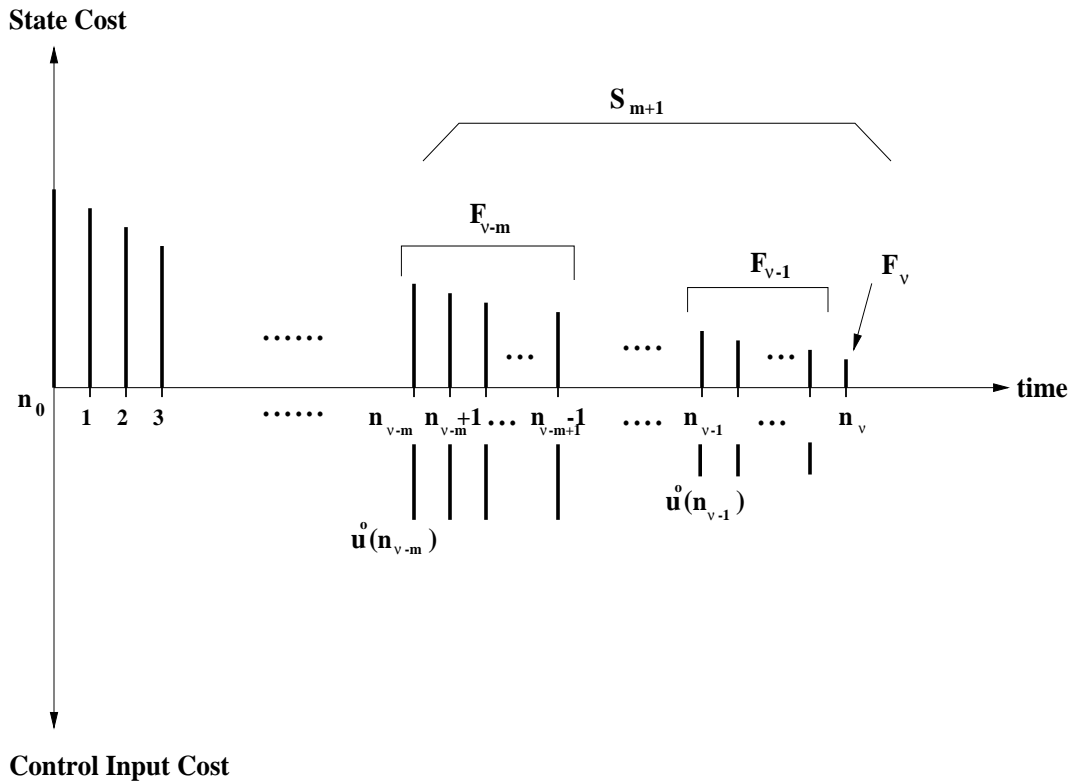 State Cost
S m+1
F ν-m
F ν-1
F ν
......
...
....
...
time
n 0
1 2 3
......
n ν-m
n ν-m +1
...
n ν-m+1 -1
....
n ν-1
...
n ν
u°(n ν-m)
u°(n ν-1)
Control Input Cost